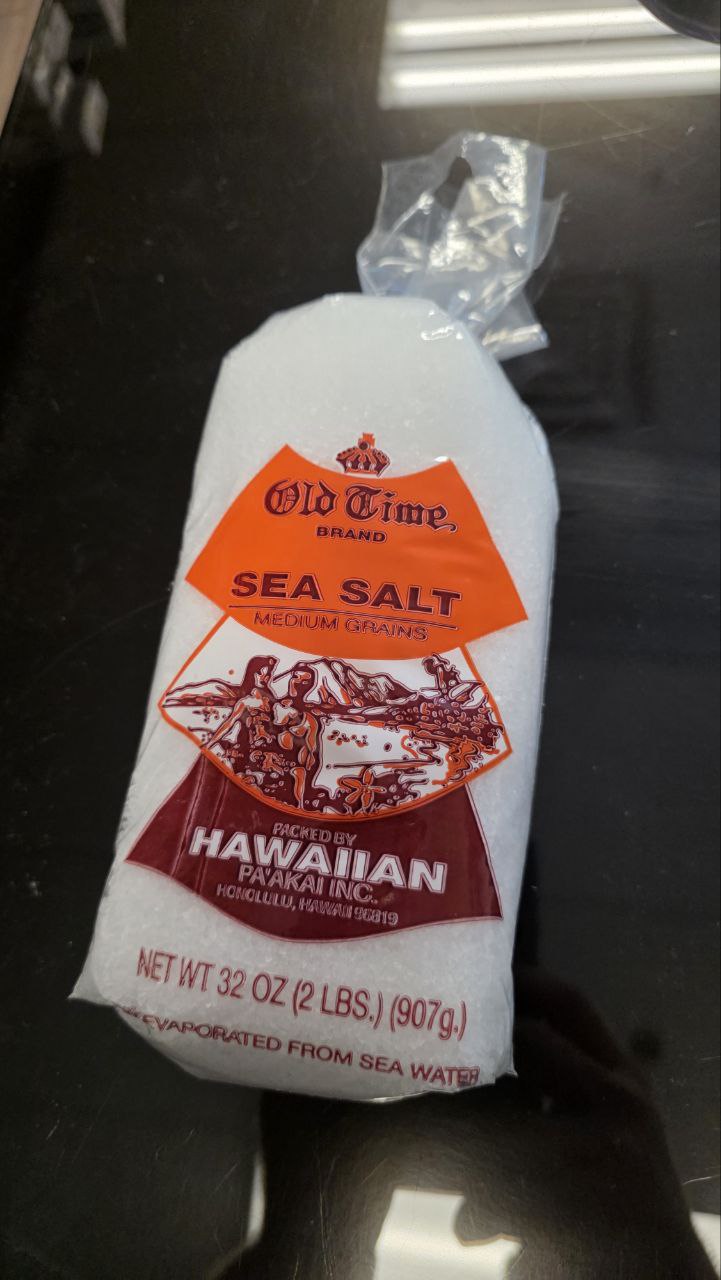 Old Time
BRAND
SEA SALT
MEDIUM GRAINS
PACKED BY
HAWAIIAN
PA'AKAI INC.
HONOLULU, HAWAII 96819
NET WT 32 OZ (2 LBS.) (907g.)
EVAPORATED FROM SEA WATER